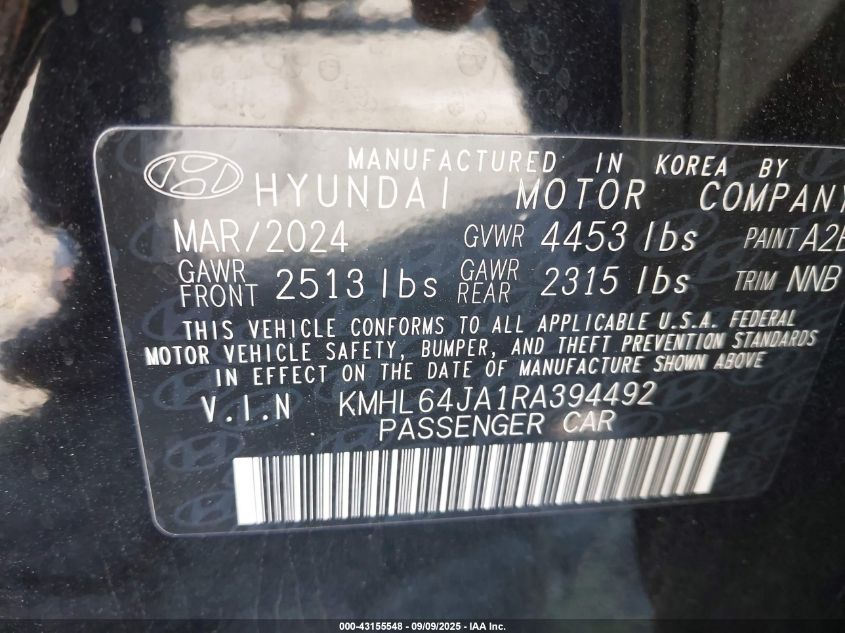 MANUFACTURED IN KOREA BY
HYUNDAI MOTOR COMPANY
MAR/2024 GVWR 4453 lbs PAINT A2B
GAWR FRONT 2513 lbs GAWR REAR 2315 lbs TRIM NNB
THIS VEHICLE CONFORMS TO ALL APPLICABLE U.S.A. FEDERAL
MOTOR VEHICLE SAFETY, BUMPER, AND THEFT PREVENTION STANDARDS
IN EFFECT ON THE DATE OF MANUFACTURE SHOWN ABOVE
V.I.N KMHL64JA1RA394492
PASSENGER CAR
000-43155548 - 09/09/2025 - IAA Inc.